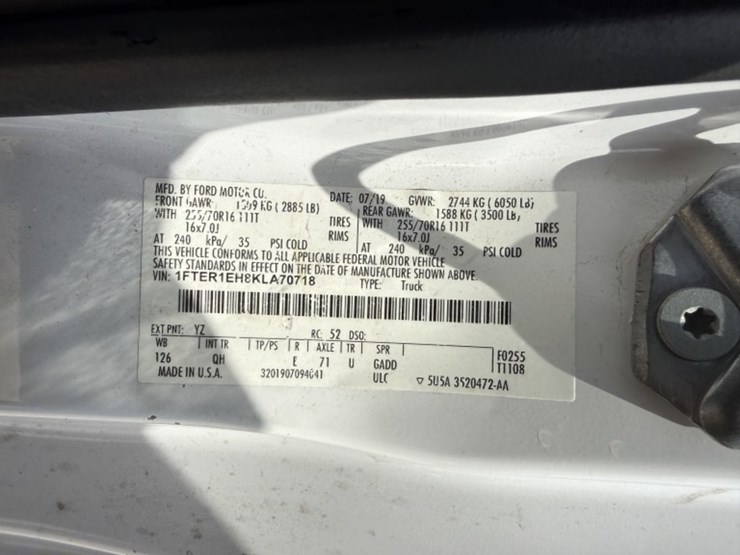 MFD. BY FORD MOTOR CO. DATE: 07/19 GVWR: 2744 KG ( 6050 LB)
FRONT GAWR: KG ( 2885 LB) REAR GAWR: 1588 KG ( 3500 LB)
WITH 255/70R16 111T TIRES WITH 255/70R16 111T TIRES
16x7.0J RIMS 16x7.0J RIMS
AT 240 kPa/ 35 PSI COLD AT 240 kPa/ 35 PSI COLD
THIS VEHICLE CONFORMS TO ALL APPLICABLE FEDERAL MOTOR VEHICLE
SAFETY STANDARDS IN EFFECT ON THE DATE OF MANUFACTURE SHOWN ABOVE.
VIN: 1FTER1EH8KLA70718 TYPE: Truck
EXT PNT: YZ RC: 52 DSO:
WB INT TR TP/PS R AXLE TR SPR F0255
126 QH E 71 U GADD T1108
MADE IN U.S.A. 3201907094041 ULC ▽ 5U5A 3520472-AA